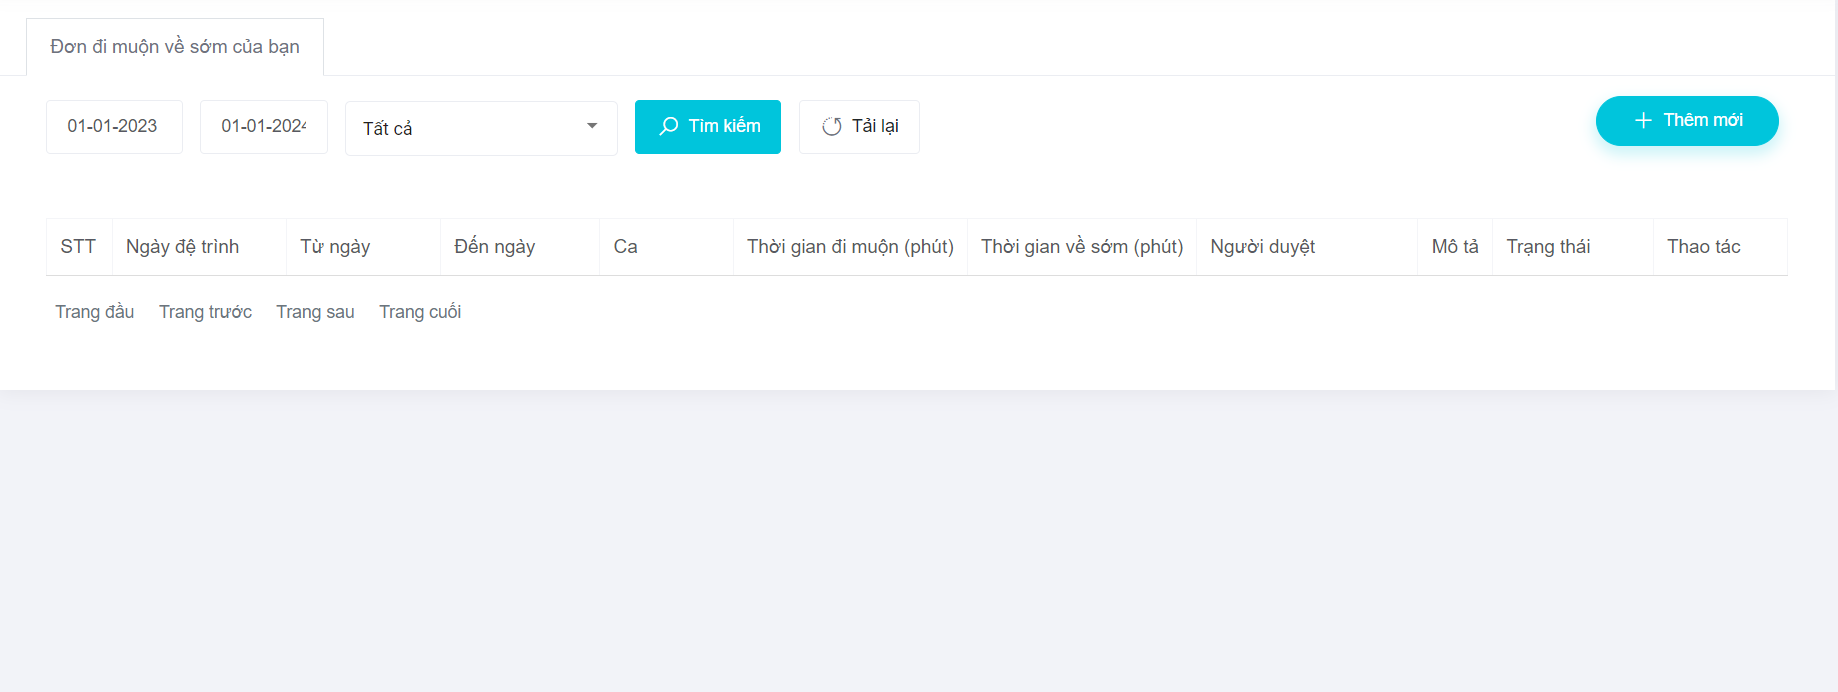 Đơn đi muộn về sớm của bạn
01-01-2023 01-01-2024 Tất cả Tìm kiếm Tải lại Thêm mới
STT Ngày đệ trình Từ ngày Đến ngày Ca Thời gian đi muộn (phút) Thời gian về sớm (phút) Người duyệt Mô tả Trạng thái Thao tác
Trang đầu Trang trước Trang sau Trang cuối